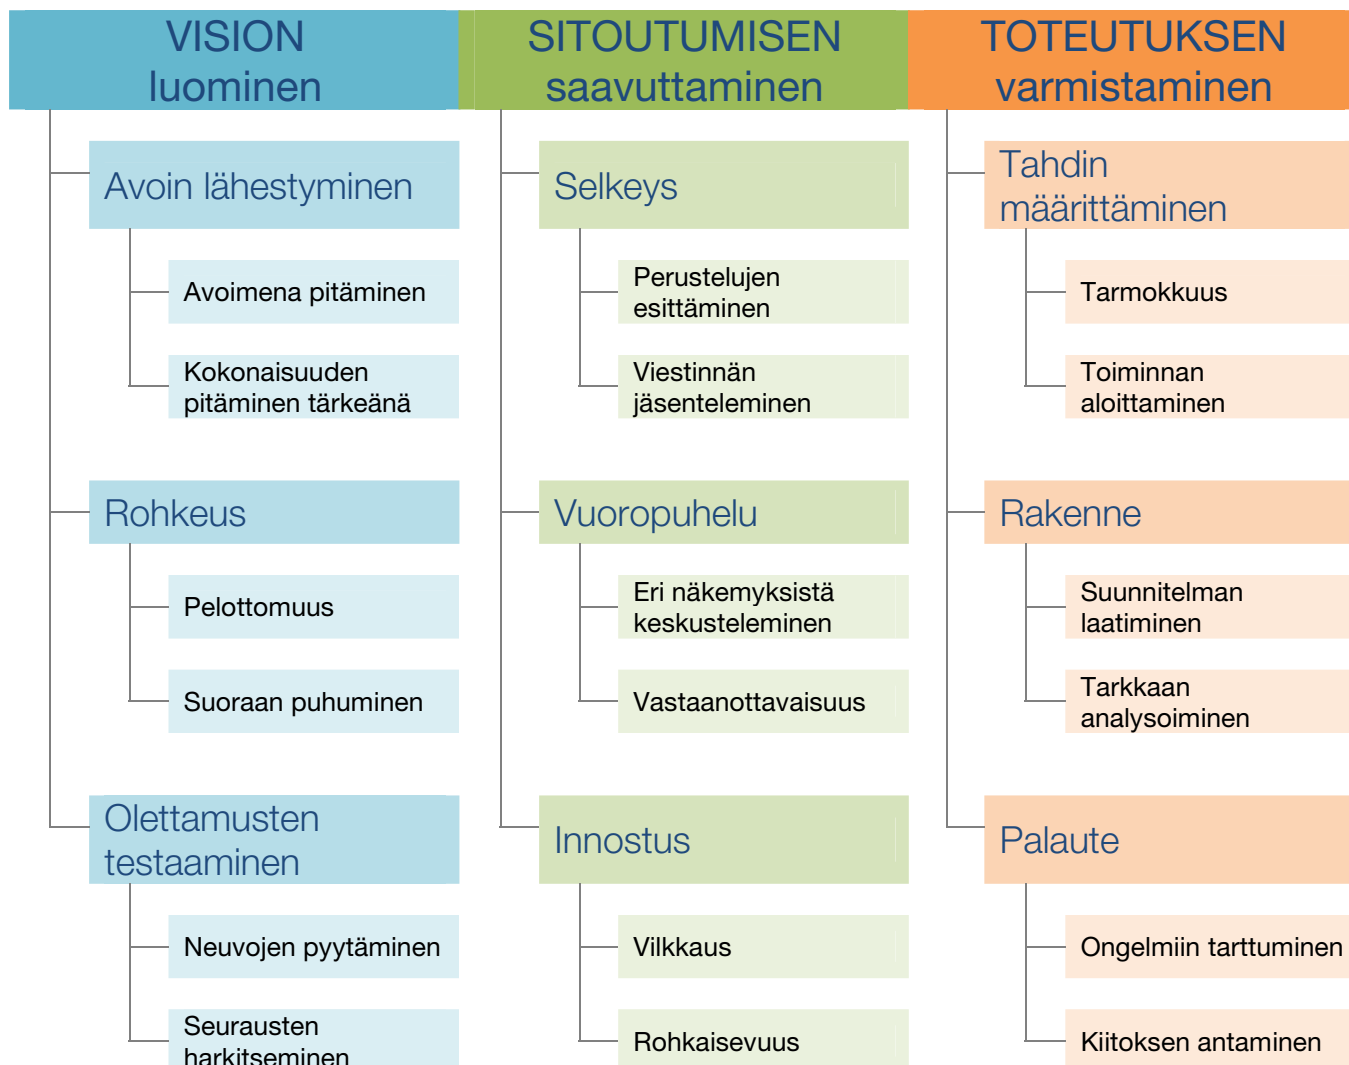 VISION
luominen
Avoin lähestyminen
Avoimena pitäminen
Kokonaisuuden
pitäminen tärkeänä
Rohkeus
Pelottomuus
Suoraan puhuminen
Olettamusten
testaaminen
Neuvojen pyytäminen
Seurausten
harkitseminen
SITOUTUMISEN
saavuttaminen
Selkeys
Perustelujen
esittäminen
Viestinnän
jäsenteleminen
Vuoropuhelu
Eri näkemyksistä
keskusteleminen
Vastaanottavaisuus
Innostus
Vilkkaus
Rohkaisevuus
TOTEUTUKSEN
varmistaminen
Tahdin
määrittäminen
Tarmokkuus
Toiminnan
aloittaminen
Rakenne
Suunnitelman
laatiminen
Tarkkaan
analysoiminen
Palaute
Ongelmiin tarttuminen
Kiitoksen antaminen